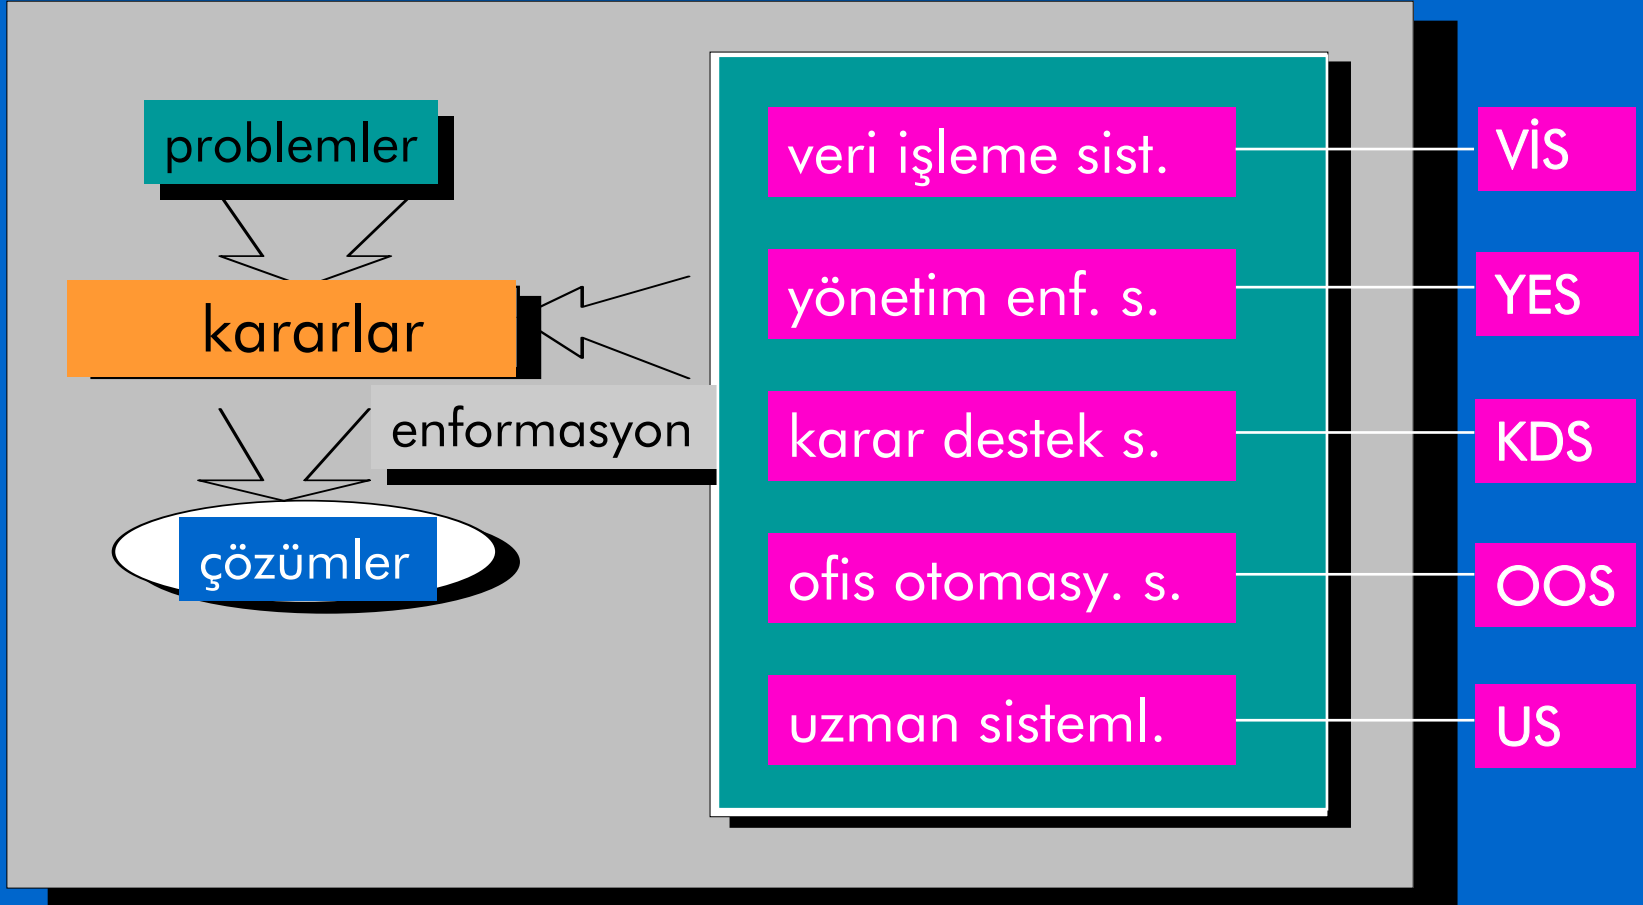 problemler
kararlar
enformasyon
çözümler
veri işleme sist.
VİS
yönetim enf. s.
YES
karar destek s.
KDS
ofis otomasy. s.
OOS
uzman sisteml.
US